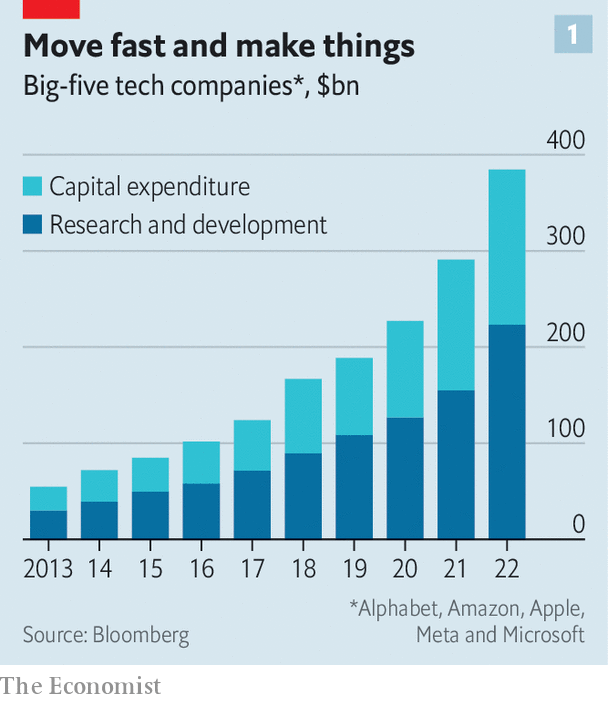 Move fast and make things
1
Big-five tech companies*, $bn
400
Capital expenditure
Research and development
300
200
100
0
2013 14 15 16 17 18 19 20 21 22
*Alphabet, Amazon, Apple,
Source: Bloomberg
Meta and Microsoft
The Economist